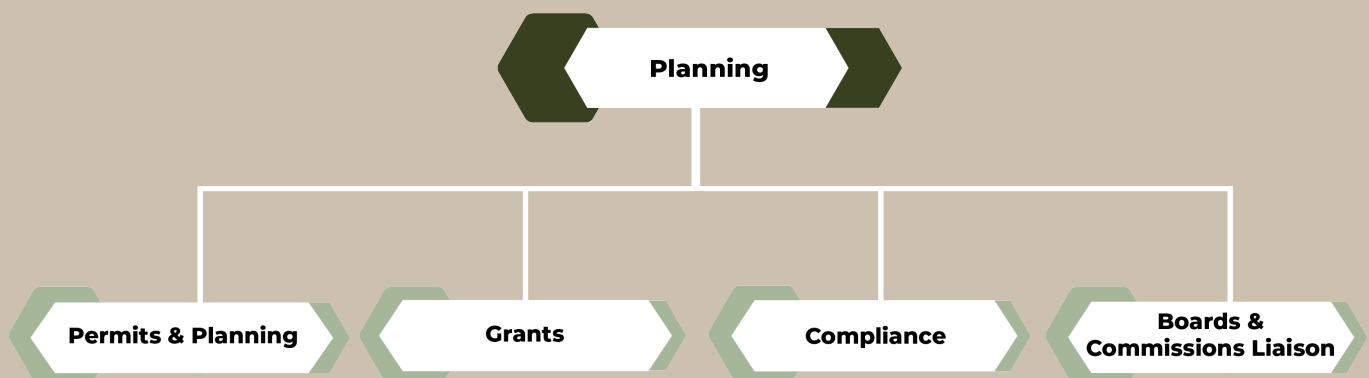 Planning
Permits & Planning
Grants
Compliance
Boards &
Commissions Liaison